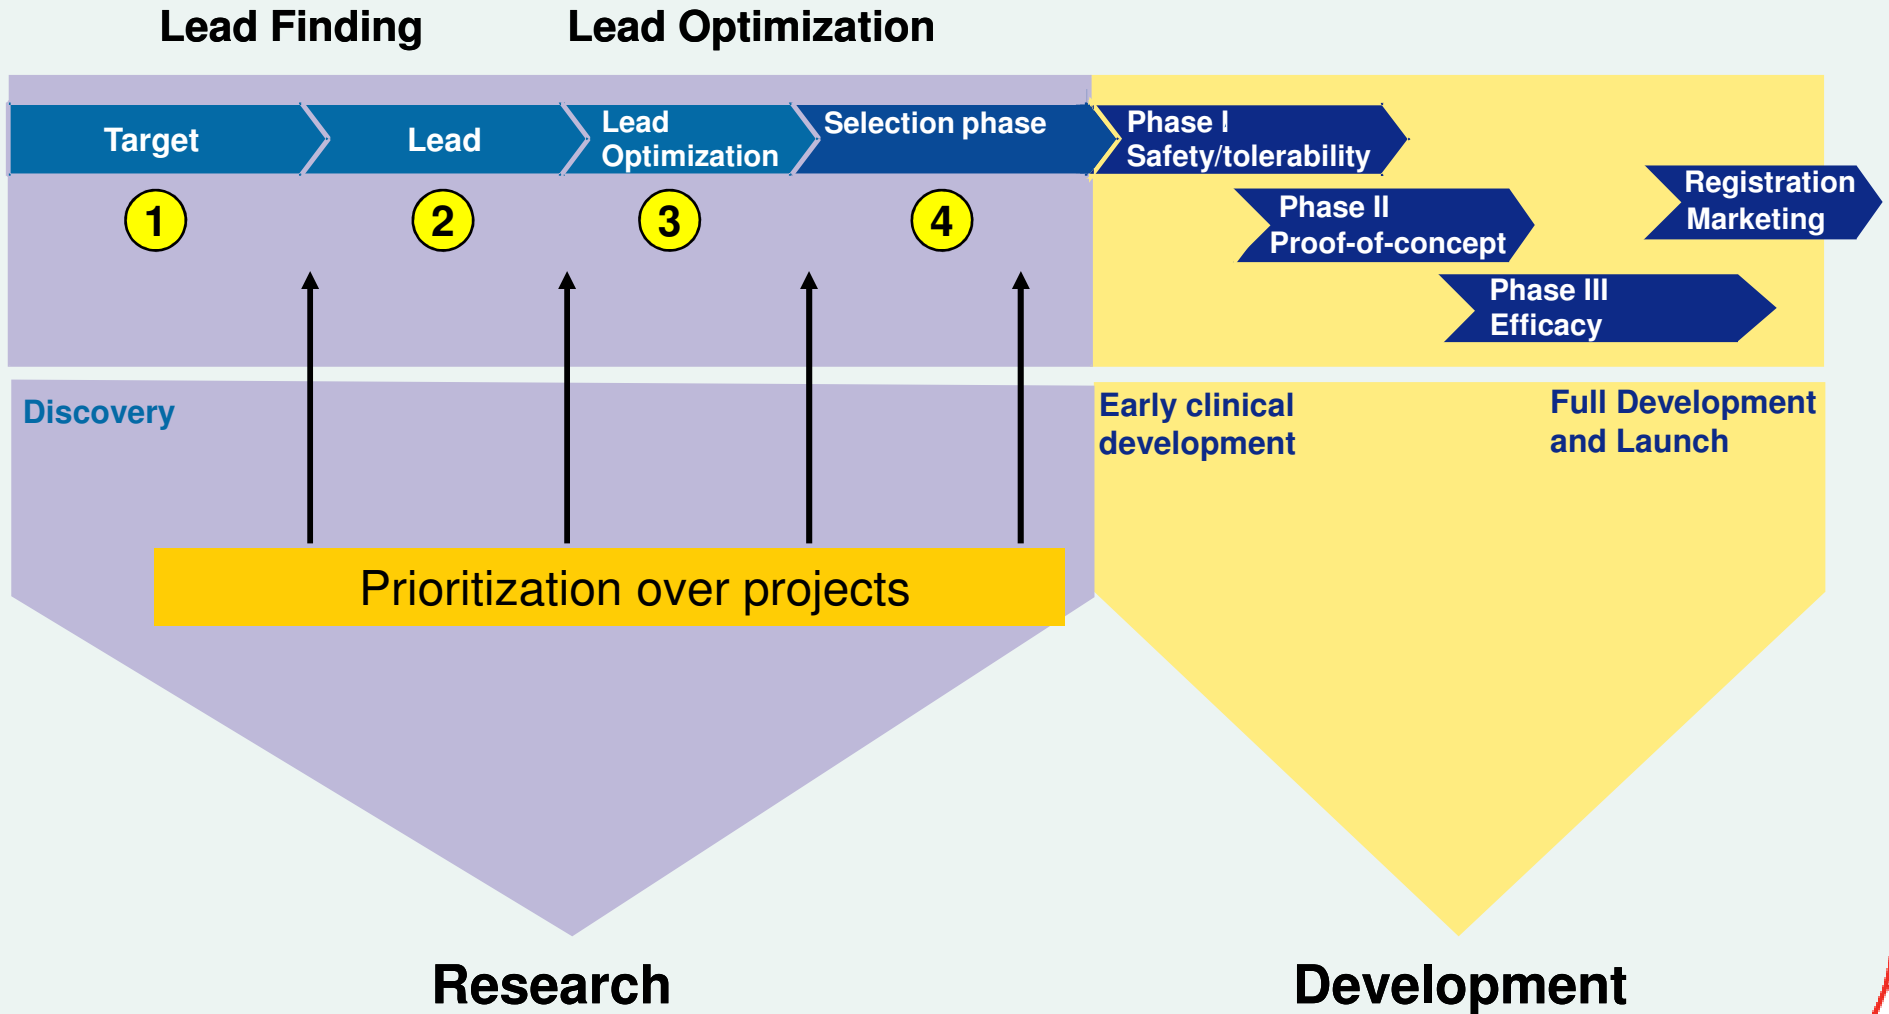 Lead Finding
Lead Optimization
Target
Lead
Lead
Optimization
Selection phase
Phase I
Safety/tolerability
Phase II
Proof-of-concept
Registration
Marketing
Phase III
Efficacy
1
2
3
4
Discovery
Early clinical
development
Full Development
and Launch
Prioritization over projects
Research
Development